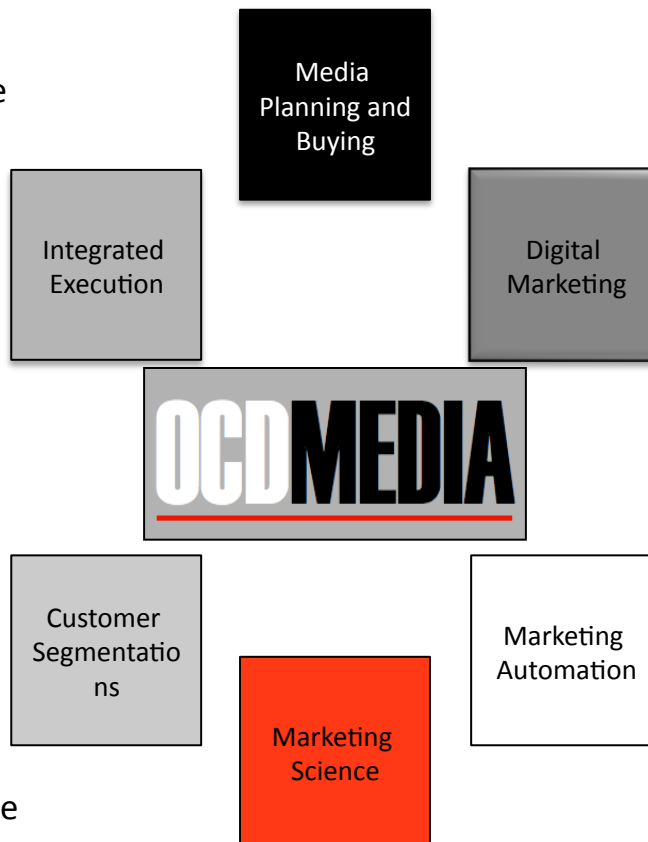 e
Media
Planning and
Buying
Integrated
Execution
Digital
Marketing
OCDMEDIA
Customer
Segmentatio
ns
Marketing
Automation
Marketing
Science
e